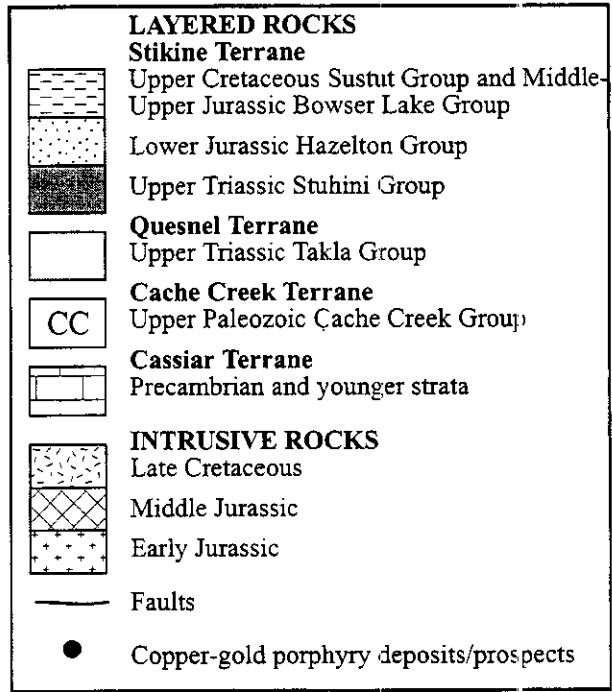 LAYERED ROCKS
Stikine Terrane
Upper Cretaceous Sustut Group and Middle-
Upper Jurassic Bowser Lake Group
Lower Jurassic Hazelton Group
Upper Triassic Stuhini Group
Quesnel Terrane
Upper Triassic Takla Group
Cache Creek Terrane
CC Upper Paleozoic Cache Creek Group
Cassiar Terrane
Precambrian and younger strata
INTRUSIVE ROCKS
Late Cretaceous
Middle Jurassic
Early Jurassic
Faults
Copper-gold porphyry deposits/prospects